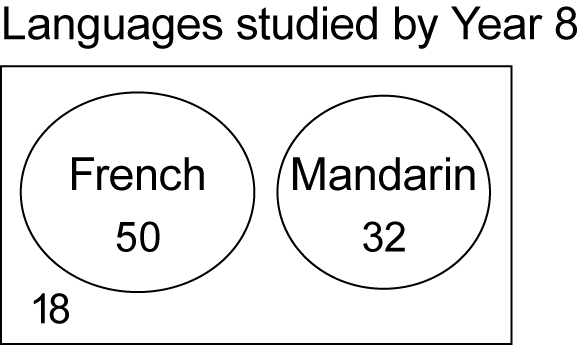 Languages studied by Year 8
French
Mandarin
50
32
18